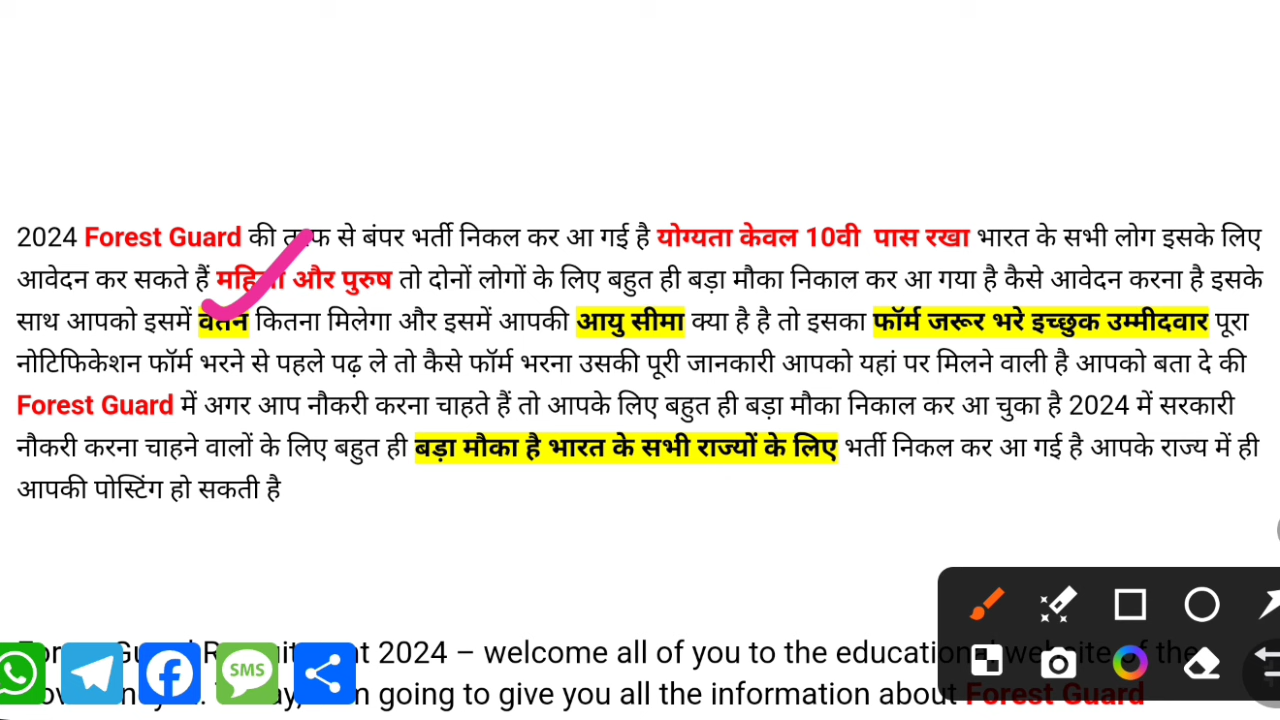 2024 Forest Guard की तरफ से बंपर भर्ती निकल कर आ गई है योग्यता केवल 10वी पास रखा भारत के सभी लोग इसके लिए
आवेदन कर सकते हैं महिला और पुरुष तो दोनों लोगों के लिए बहुत ही बड़ा मौका निकाल कर आ गया है कैसे आवेदन करना है इसके
साथ आपको इसमें वेतन कितना मिलेगा और इसमें आपकी आयु सीमा क्या है है तो इसका फॉर्म जरूर भरे इच्छुक उम्मीदवार पूरा
नोटिफिकेशन फॉर्म भरने से पहले पढ़ ले तो कैसे फॉर्म भरना उसकी पूरी जानकारी आपको यहां पर मिलने वाली है आपको बता दे की
Forest Guard में अगर आप नौकरी करना चाहते हैं तो आपके लिए बहुत ही बड़ा मौका निकाल कर आ चुका है 2024 में सरकारी
नौकरी करना चाहने वालों के लिए बहुत ही बड़ा मौका है भारत के सभी राज्यों के लिए भर्ती निकल कर आ गई है आपके राज्य में ही
आपकी पोस्टिंग हो सकती है
2024 – welcome all of you to the educational website of the
going to give you all the information about Forest Guard
SMS